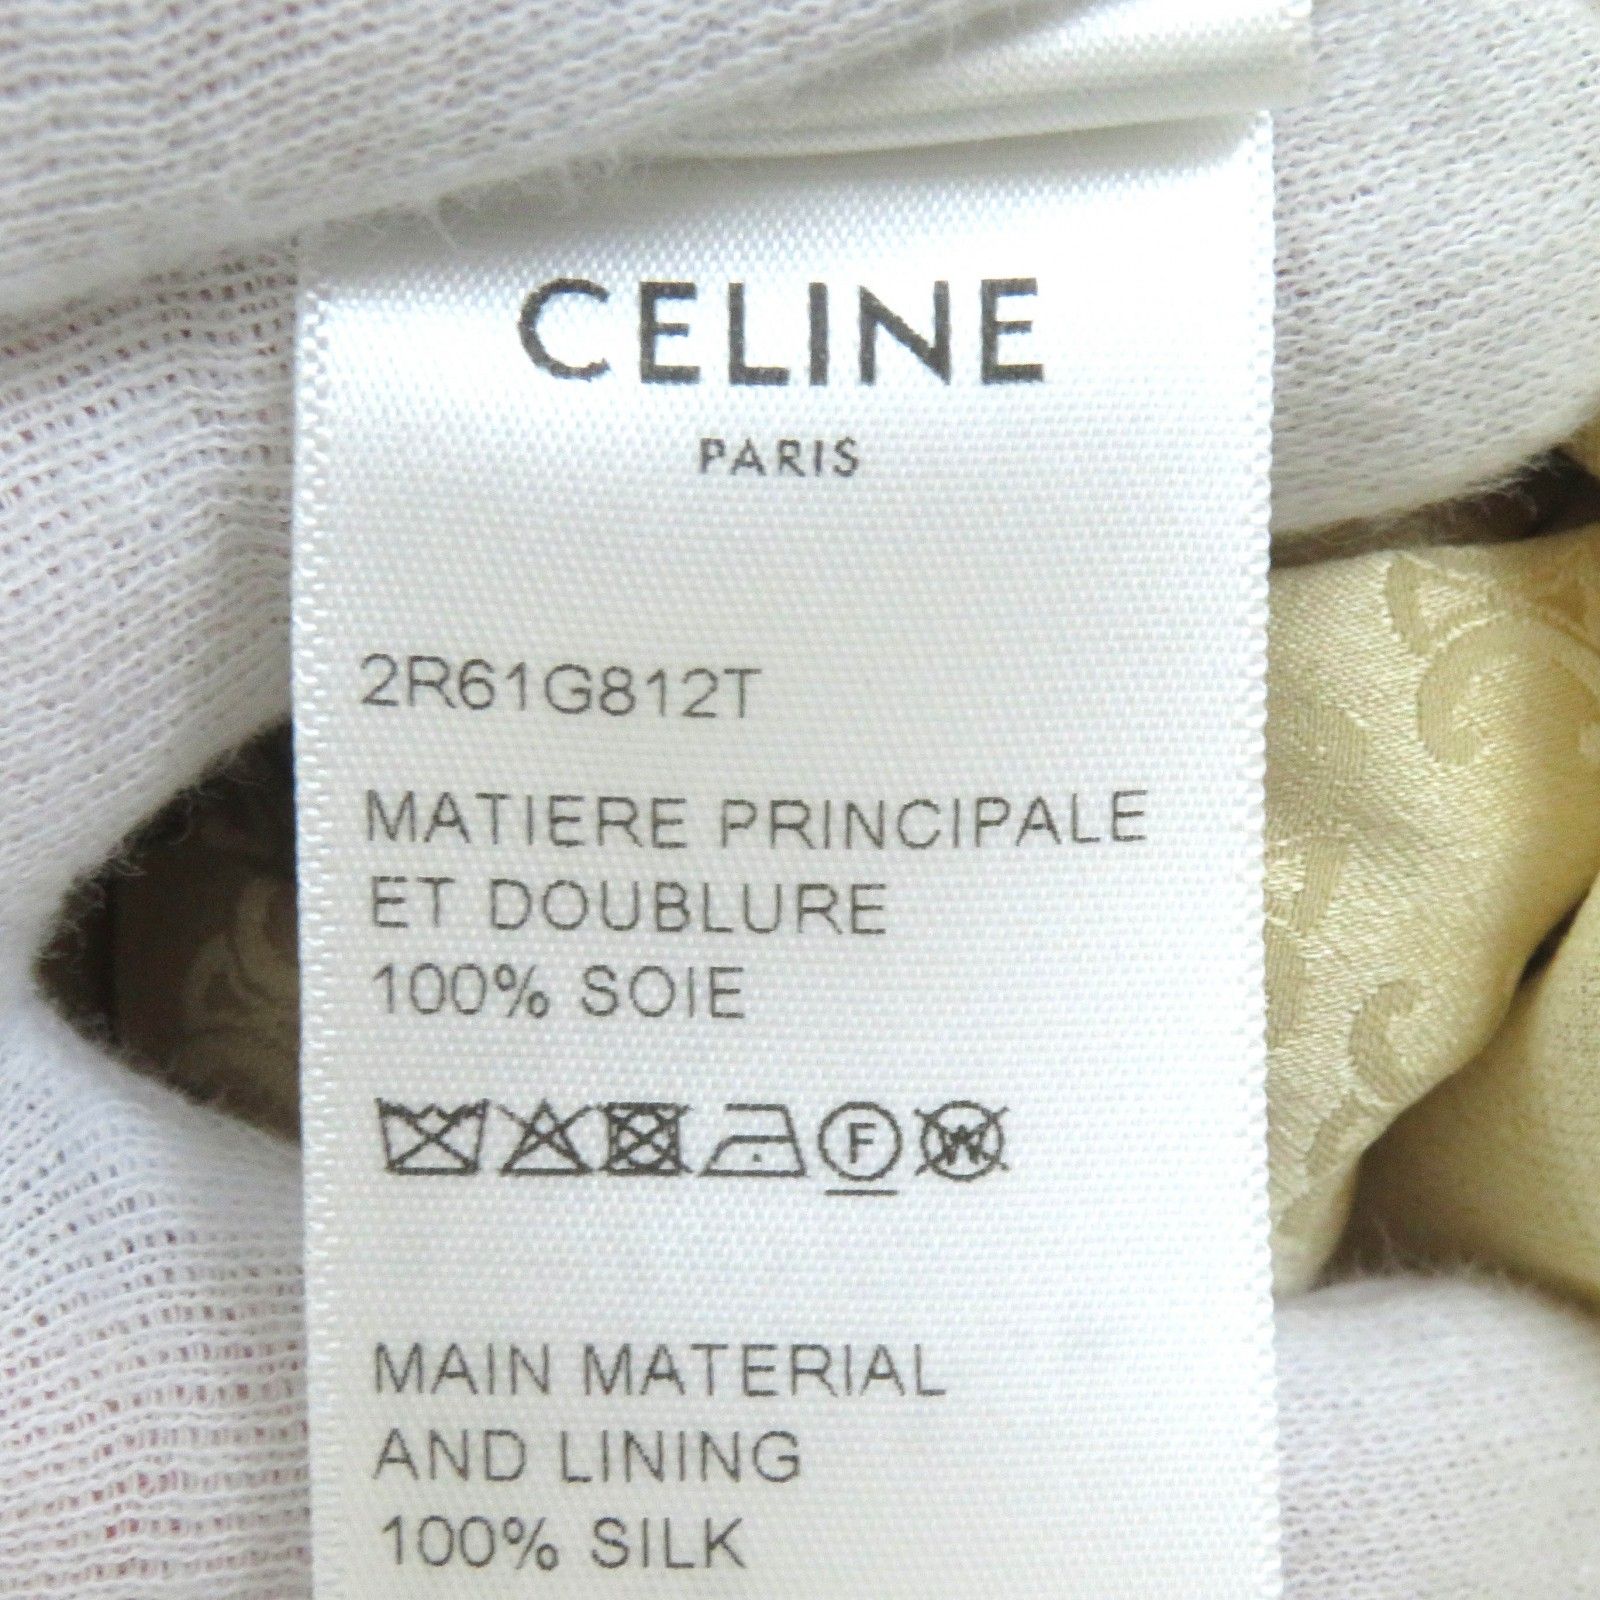 CELINE
PARIS
2R61G812T
MATIERE PRINCIPALE
ET DOUBLURE
100% SOIE
F W
MAIN MATERIAL
AND LINING
100% SILK